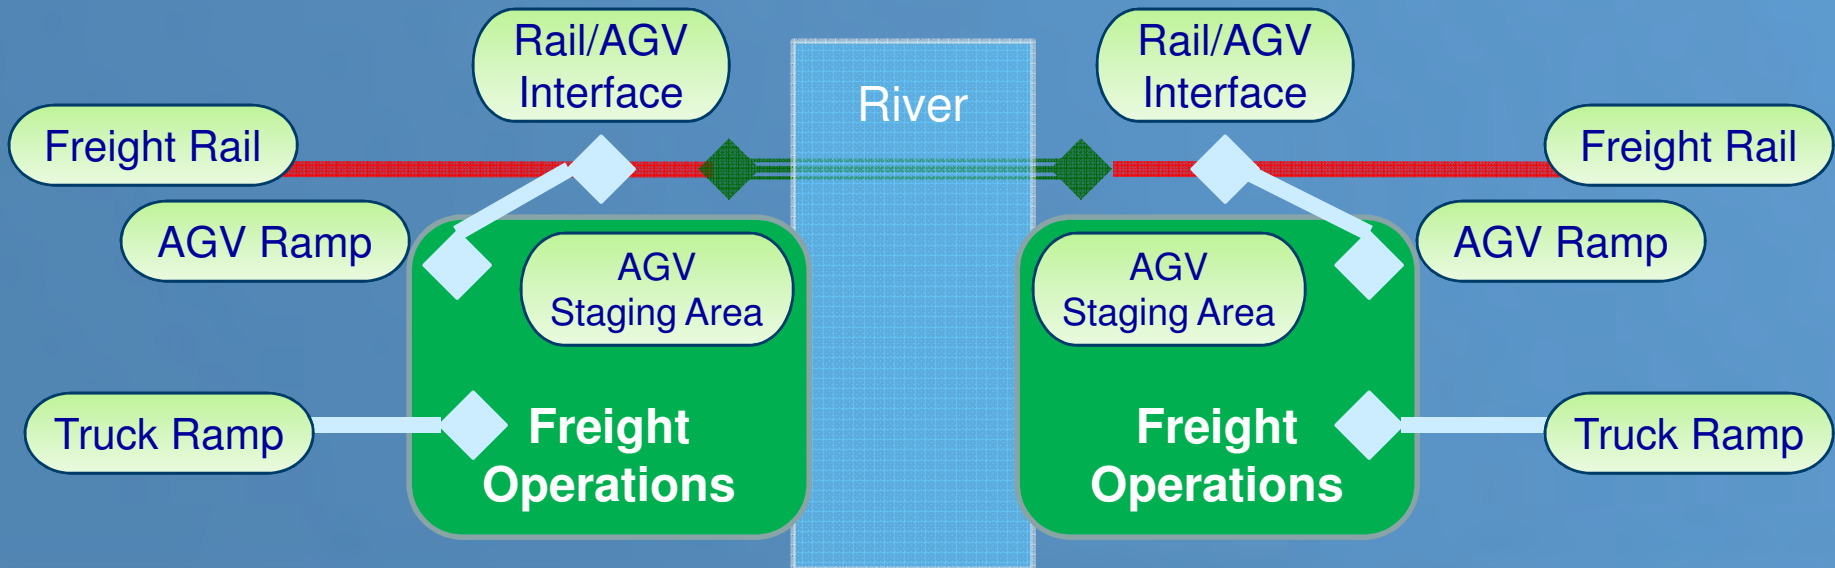 Rail/AGV
Interface
River
Rail/AGV
Interface
Freight Rail
Freight Rail
AGV Ramp
AGV
Staging Area
AGV
Staging Area
AGV Ramp
Truck Ramp
Freight
Operations
Freight
Operations
Truck Ramp